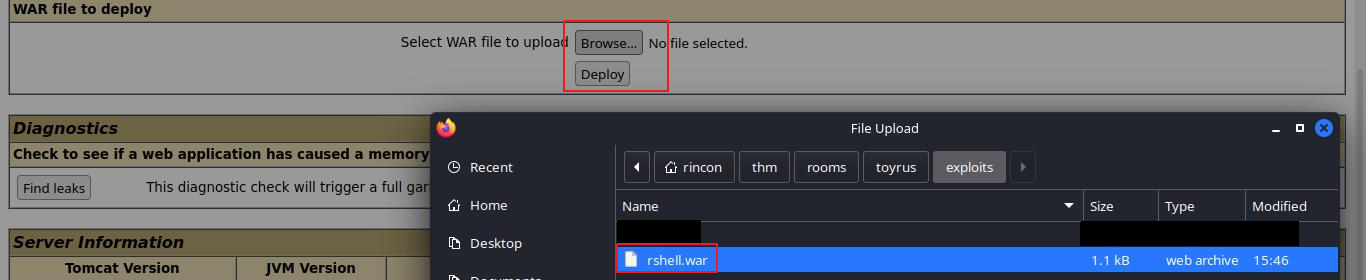 WAR file to deploy
Select WAR file to upload Browse... No file selected.
Deploy
Diagnostics
Check to see if a web application has caused a memory
Find leaks This diagnostic check will trigger a full gar
Server Information
Tomcat Version JVM Version
File Upload
Recent
Home
Desktop
rincon thm rooms toyrus exploits
Name Size Type Modified
rshell.war 1.1 kB web archive 15:46